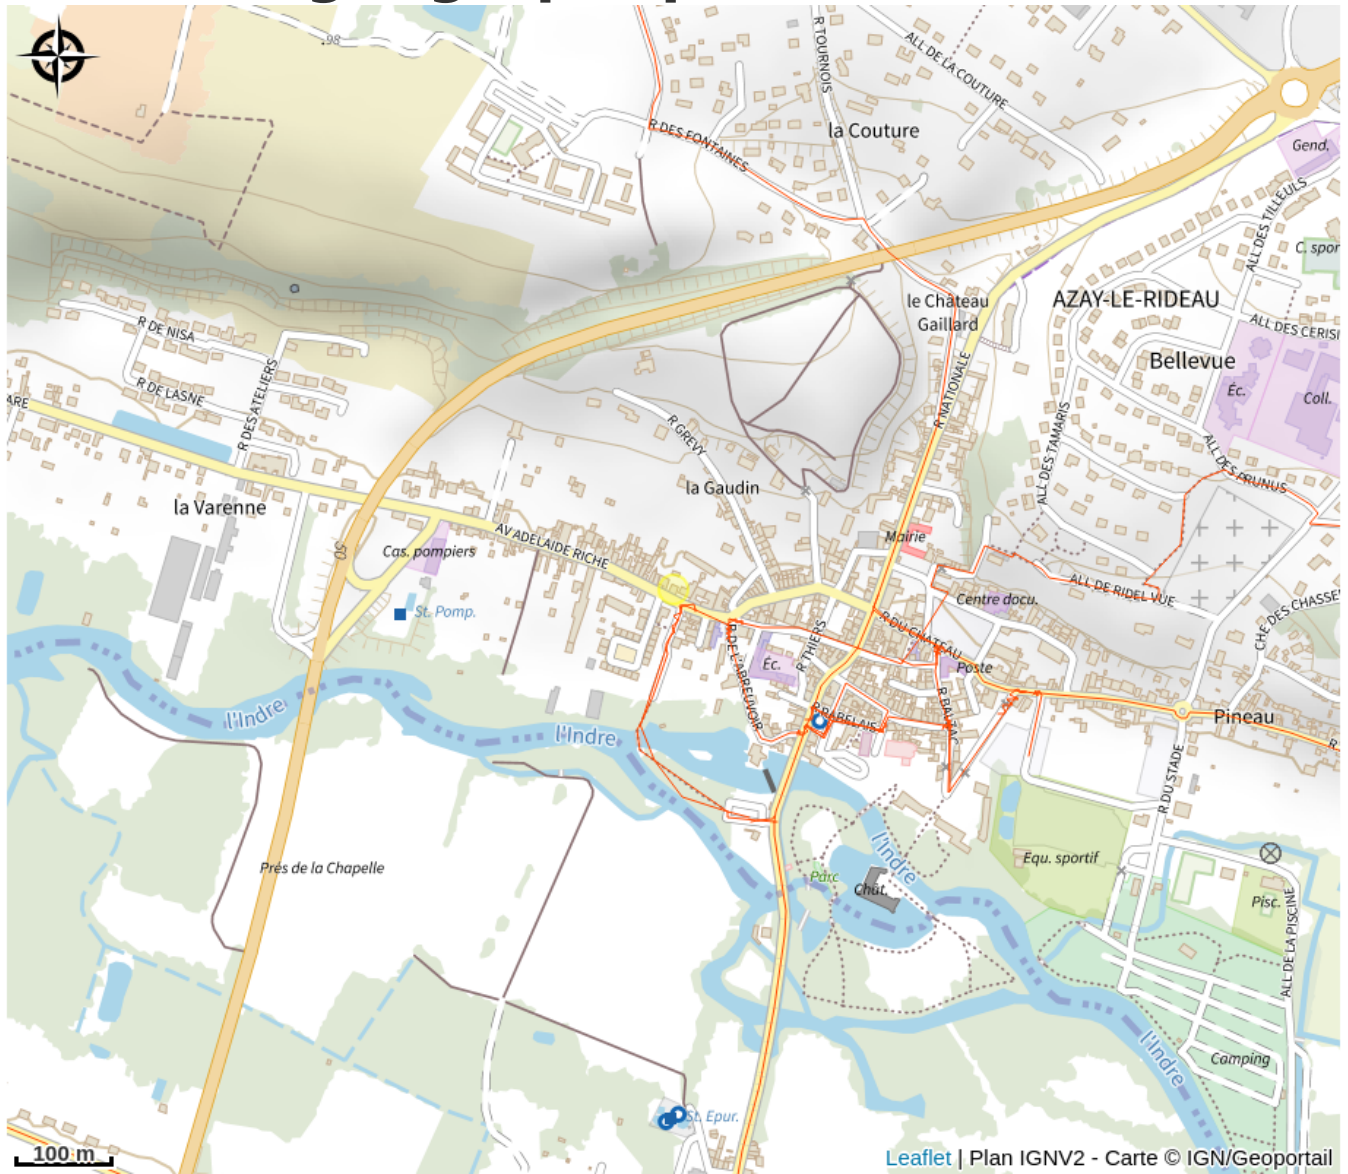 98
R TOURNOIS
ALL DE LA COUTURE
R DES FONTAINES
la Couture
Gend.
ALL DES TILLEULS
C. spor
le Château
Gaillard
AZAY-LE-RIDEAU
ALL DES CERISI
Bellevue
R DE NISA
R DE LASNE
R DES ATELIERS
ARE
R NATIONALE
Éc.
Coll.
R GREVY
ALL DES TAMARIS
ALL DES PRUNUS
la Gaudin
la Varenne
AV ADELAIDE RICHE
Mairie
50
Cas. pompiers
ALL DE RIDEL VUE
Centre docu.
CHE DES CHASSE
St. Pomp.
R DU CHATEAU
R THIERS
R DE L'ABREUVOIR
Éc.
Poste
R BALZAC
R RABELAIS
Pineau
R
l'Indre
l'Indre
R DU STADE
l'Indre
Equ. sportif
Prés de la Chapelle
Parc
Chât.
Pisc.
ALL DE LA PISCINE
l'Indre
Camping
St. Epur.
100 m
Leaflet | Plan IGNV2 - Carte © IGN/Geoportail